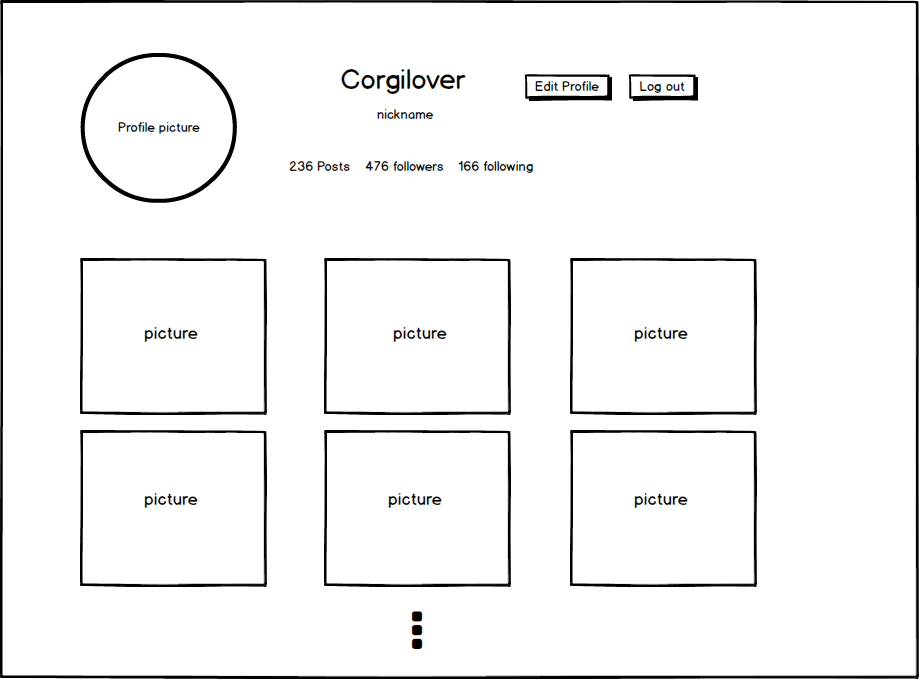 Corgilover
Edit Profile
Log out
nickname
Profile picture
236 Posts 476 followers 166 following
picture picture picture
picture picture picture